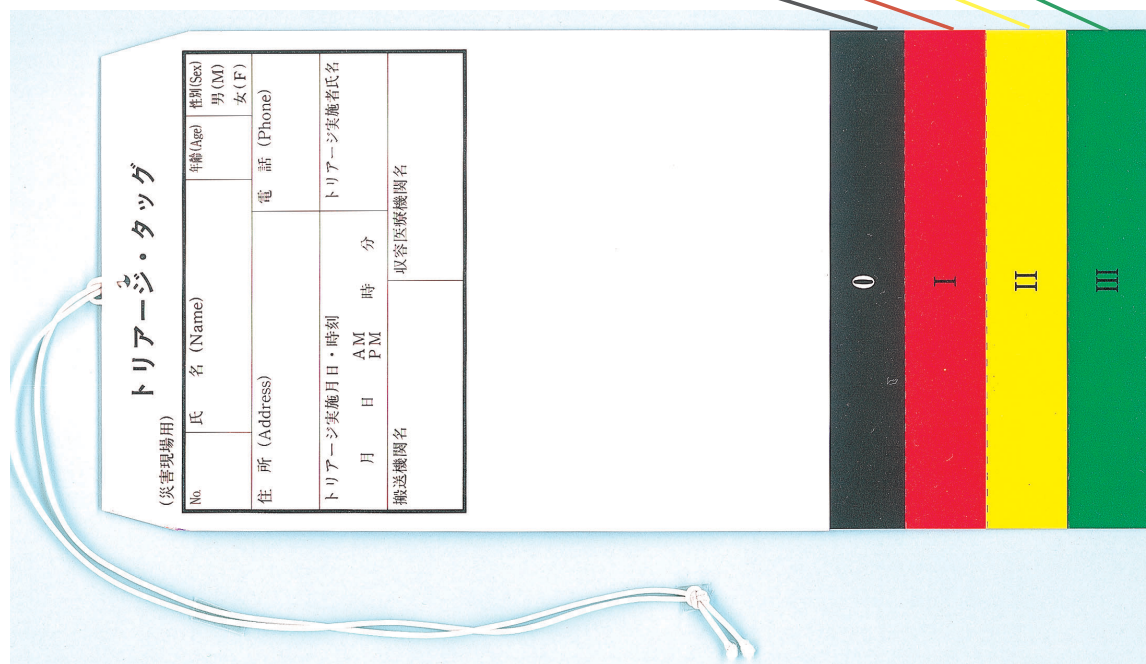 トリアージ・タッグ
(災害現場用)
No. 氏 名 (Name) 年齢(Age) 性別(Sex)
男(M)
女(F)
住 所 (Address) 電 話 (Phone)
トリアージ実施月日・時刻 トリアージ実施者氏名
月 日 AM 時 分
PM
搬送機関名 収容医療機関名
0
I
II
III